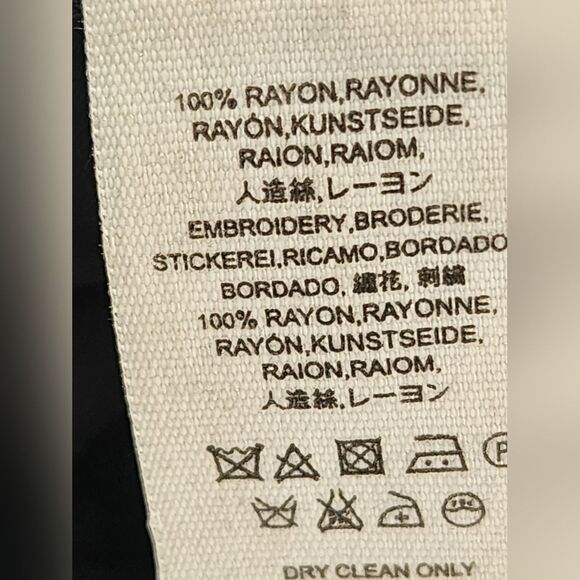 100% RAYON,RAYONNE,
RAYÓN,KUNSTSEIDE,
RAION,RAIOM,
人造絲,レーヨン
EMBROIDERY,BRODERIE,
STICKEREI,RICAMO,BORDADO
BORDADO, 繡花, 刺繍
100% RAYON,RAYONNE,
RAYÓN,KUNSTSEIDE,
RAION,RAIOM,
人造絲,レーヨン
P
DRY CLEAN ONLY